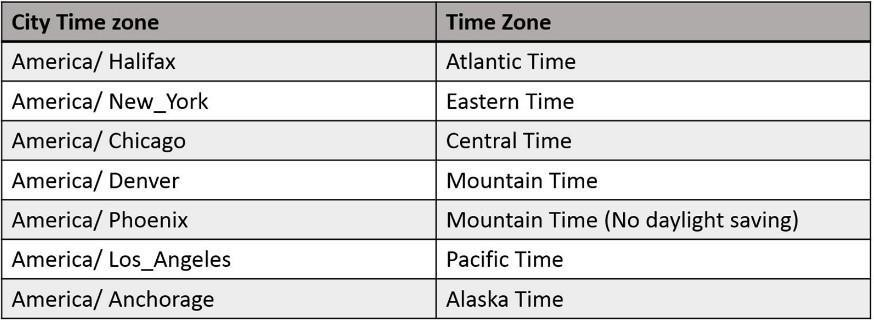 City Time zone Time Zone
America/ Halifax Atlantic Time
America/ New_York Eastern Time
America/ Chicago Central Time
America/ Denver Mountain Time
America/ Phoenix Mountain Time (No daylight saving)
America/ Los_Angeles Pacific Time
America/ Anchorage Alaska Time